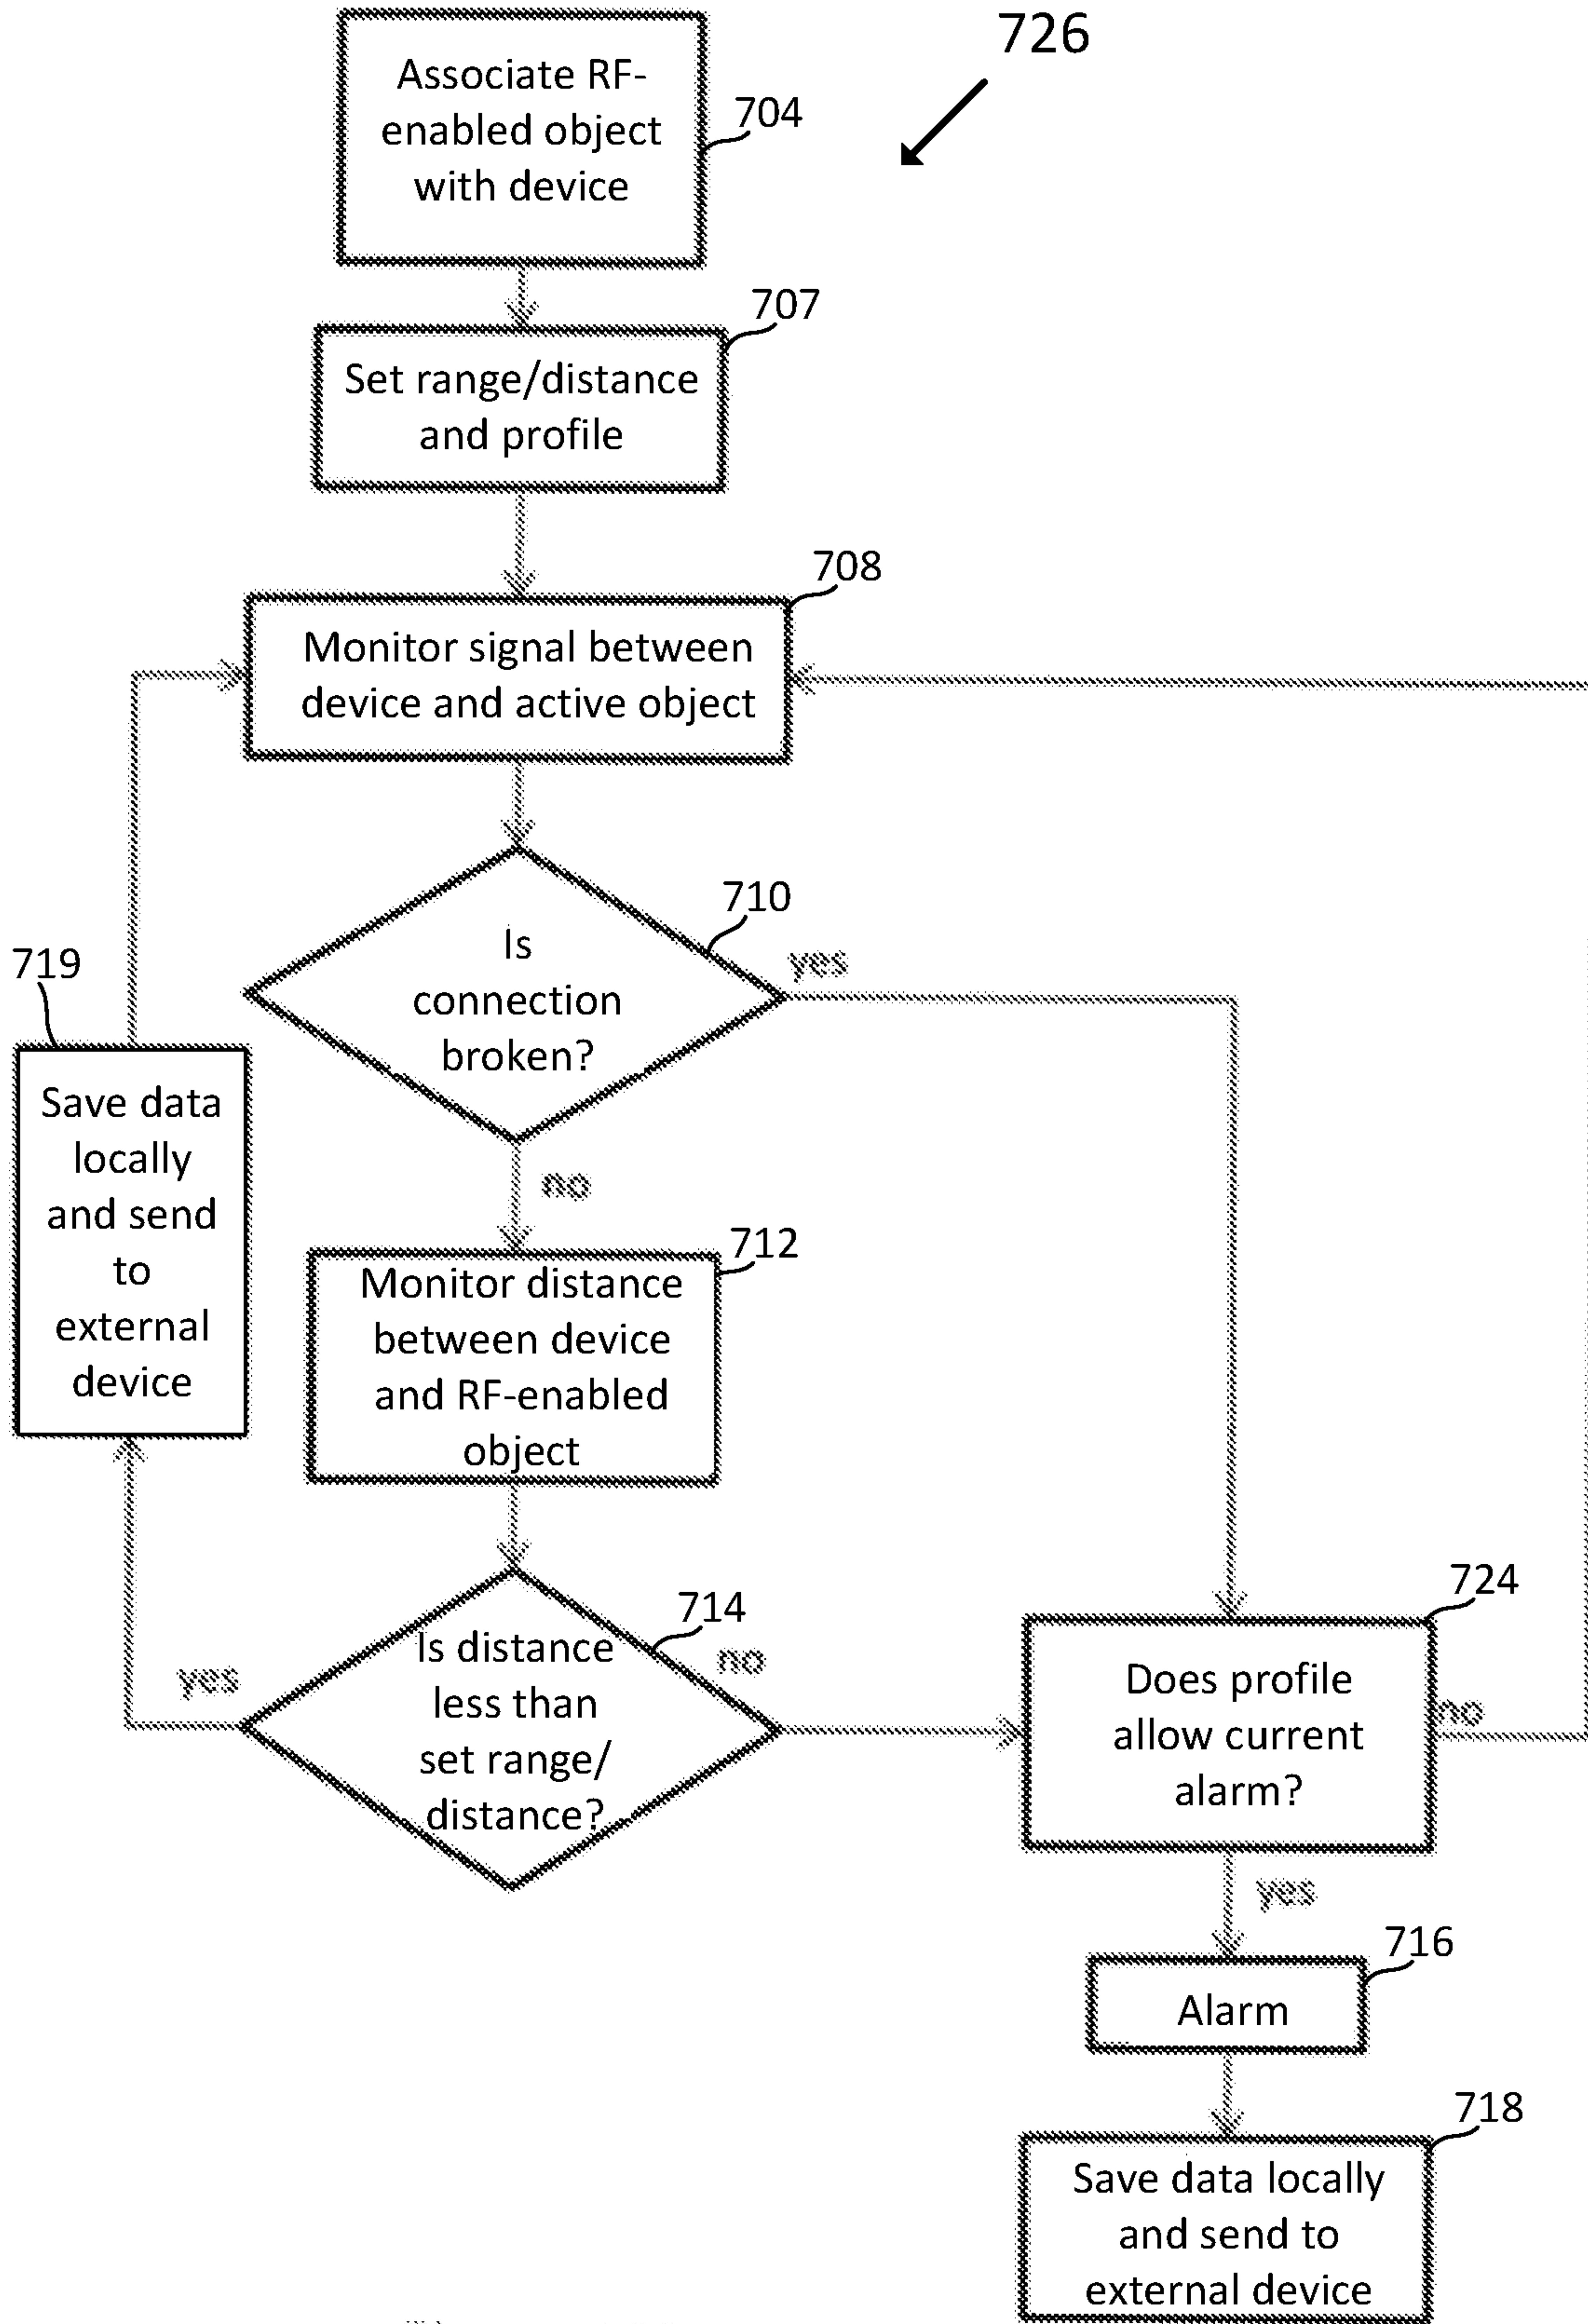 726
Associate RF-
enabled object
with device
704
707
Set range/distance
and profile
708
Monitor signal between
device and active object
710
Is
connection
broken?
yes
719
Save data
locally
and send
to
external
device
no
712
Monitor distance
between device
and RF-enabled
object
714
Is distance
less than
set range/
distance?
yes
no
724
Does profile
allow current
alarm?
no
yes
716
Alarm
718
Save data locally
and send to
external device